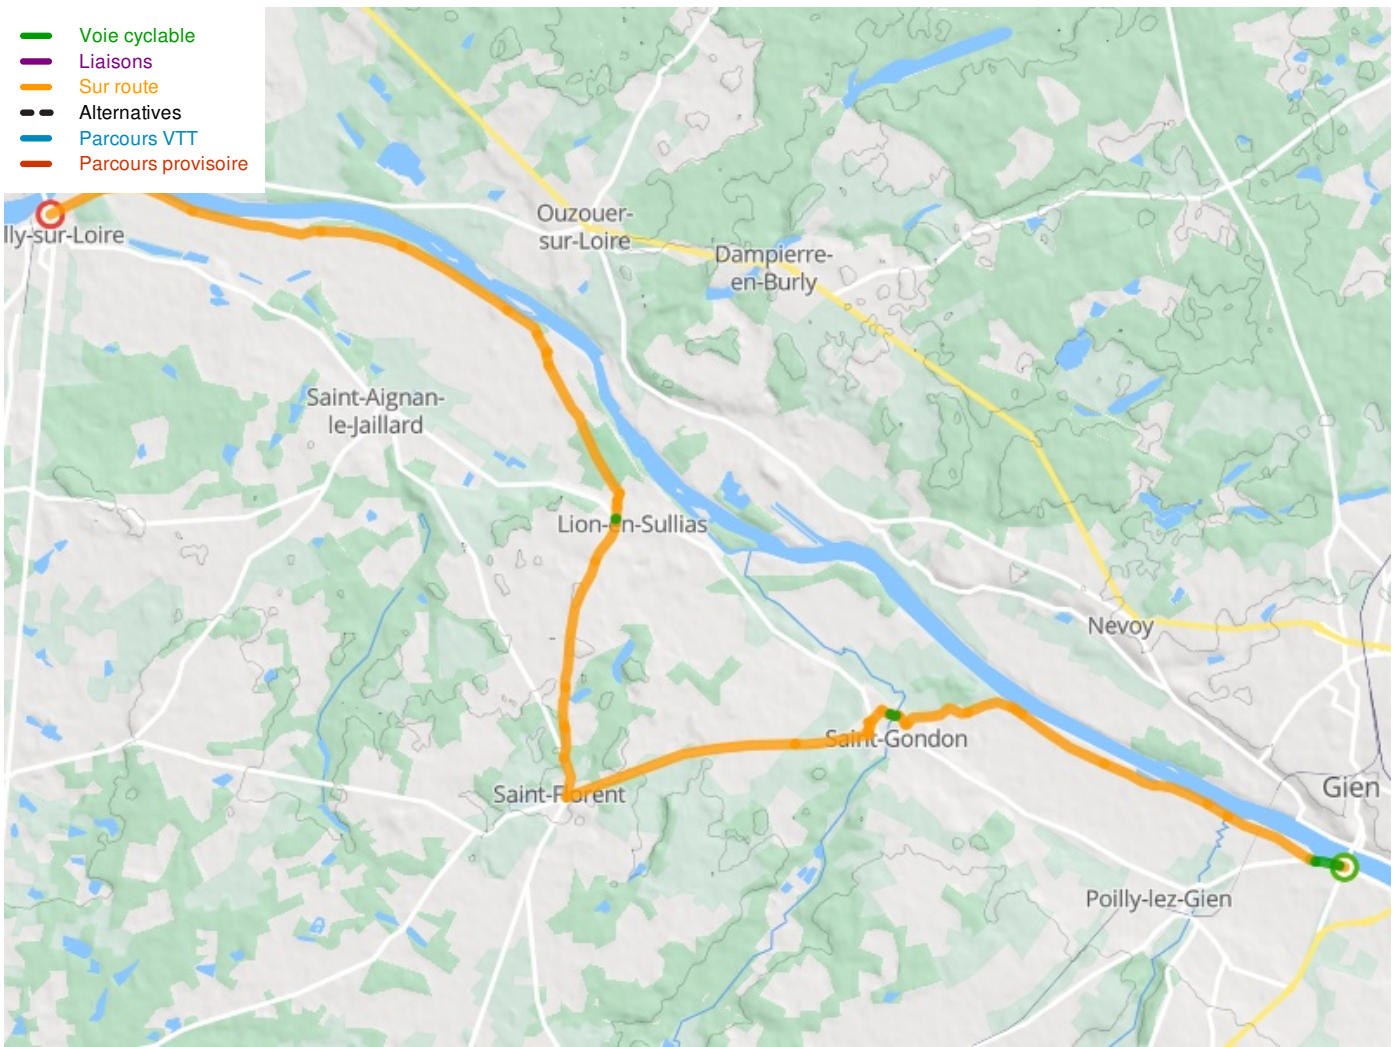 Voie cyclable
Liaisons
Sur route
Alternatives
Parcours VTT
Parcours provisoire
Ouzouer-
sur-Loire
lly-sur-Loire
Dampierre-
en-Burly
Saint-Aignan-
le-Jaillard
Lion-en-Sullias
Nevoy
Saint-Gondon
Saint-Florent
Gien
Poilly-lez-Gien